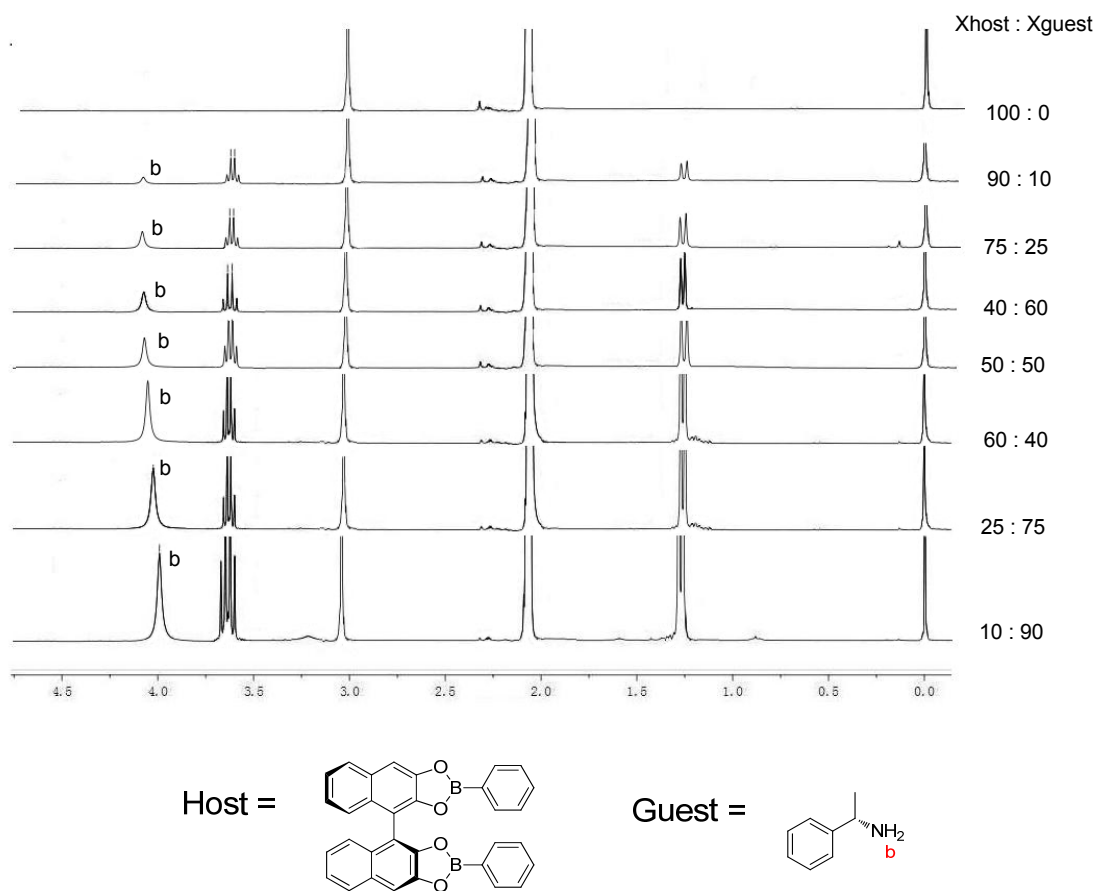 Xhost : Xguest
100 : 0
b
90 : 10
b
75 : 25
b
40 : 60
b
50 : 50
b
60 : 40
b
25 : 75
b
10 : 90
4.5 4.0 3.5 3.0 2.5 2.0 1.5 1.0 0.5 0.0
Host =
O
B
O
O
B
O
Guest =
NH2
b